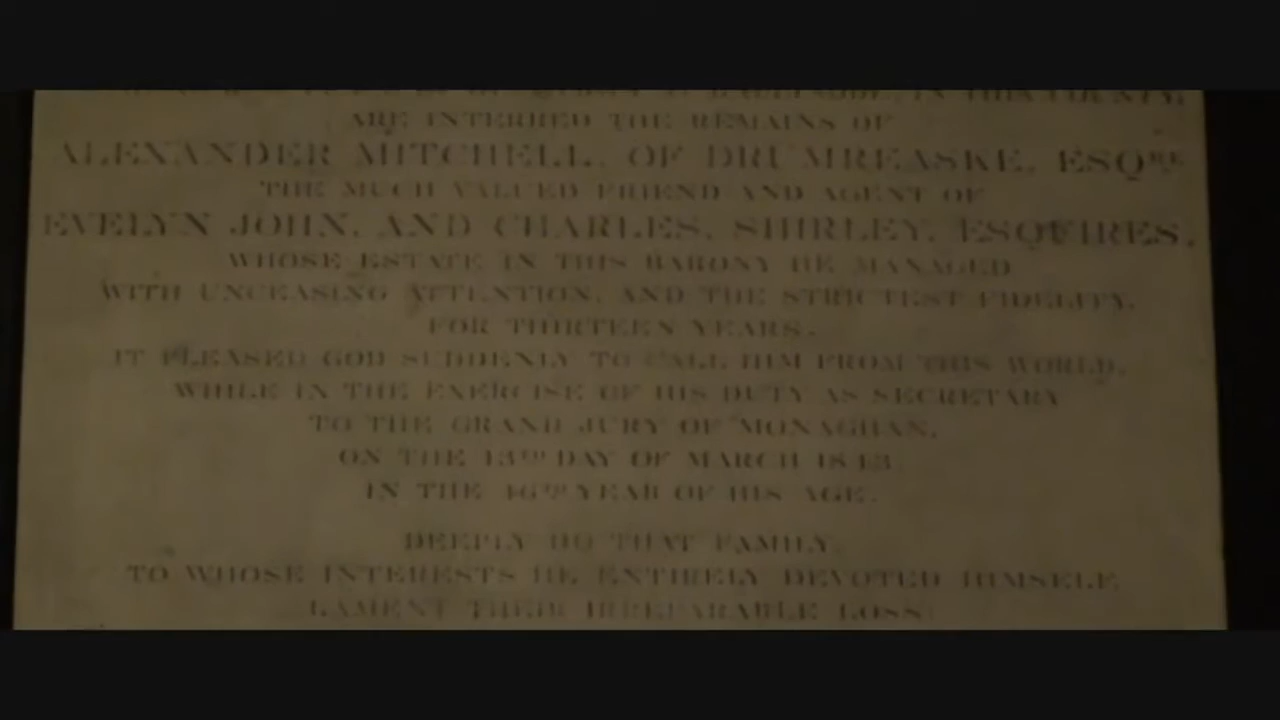 IN THIS COUNTY,
ARE INTERRED THE REMAINS OF
ALEXANDER MITCHELL, OF DRUMREASKE, ESQRE
THE MUCH VALUED FRIEND AND AGENT OF
EVELYN JOHN, AND CHARLES, SHIRLEY, ESQUIRES,
WHOSE ESTATE IN THIS BARONY HE MANAGED
WITH UNCEASING ATTENTION, AND THE STRICTEST FIDELITY,
FOR THIRTEEN YEARS.
IT PLEASED GOD SUDDENLY TO CALL HIM FROM THIS WORLD,
WHILE IN THE EXERCISE OF HIS DUTY AS SECRETARY
TO THE GRAND JURY OF MONAGHAN,
ON THE 13TH DAY OF MARCH 1843
IN THE YEAR OF HIS AGE.
DEEPLY DO THAT FAMILY,
TO WHOSE INTERESTS HE ENTIRELY DEVOTED HIMSELF
LAMENT THEIR IRREPARABLE LOSS